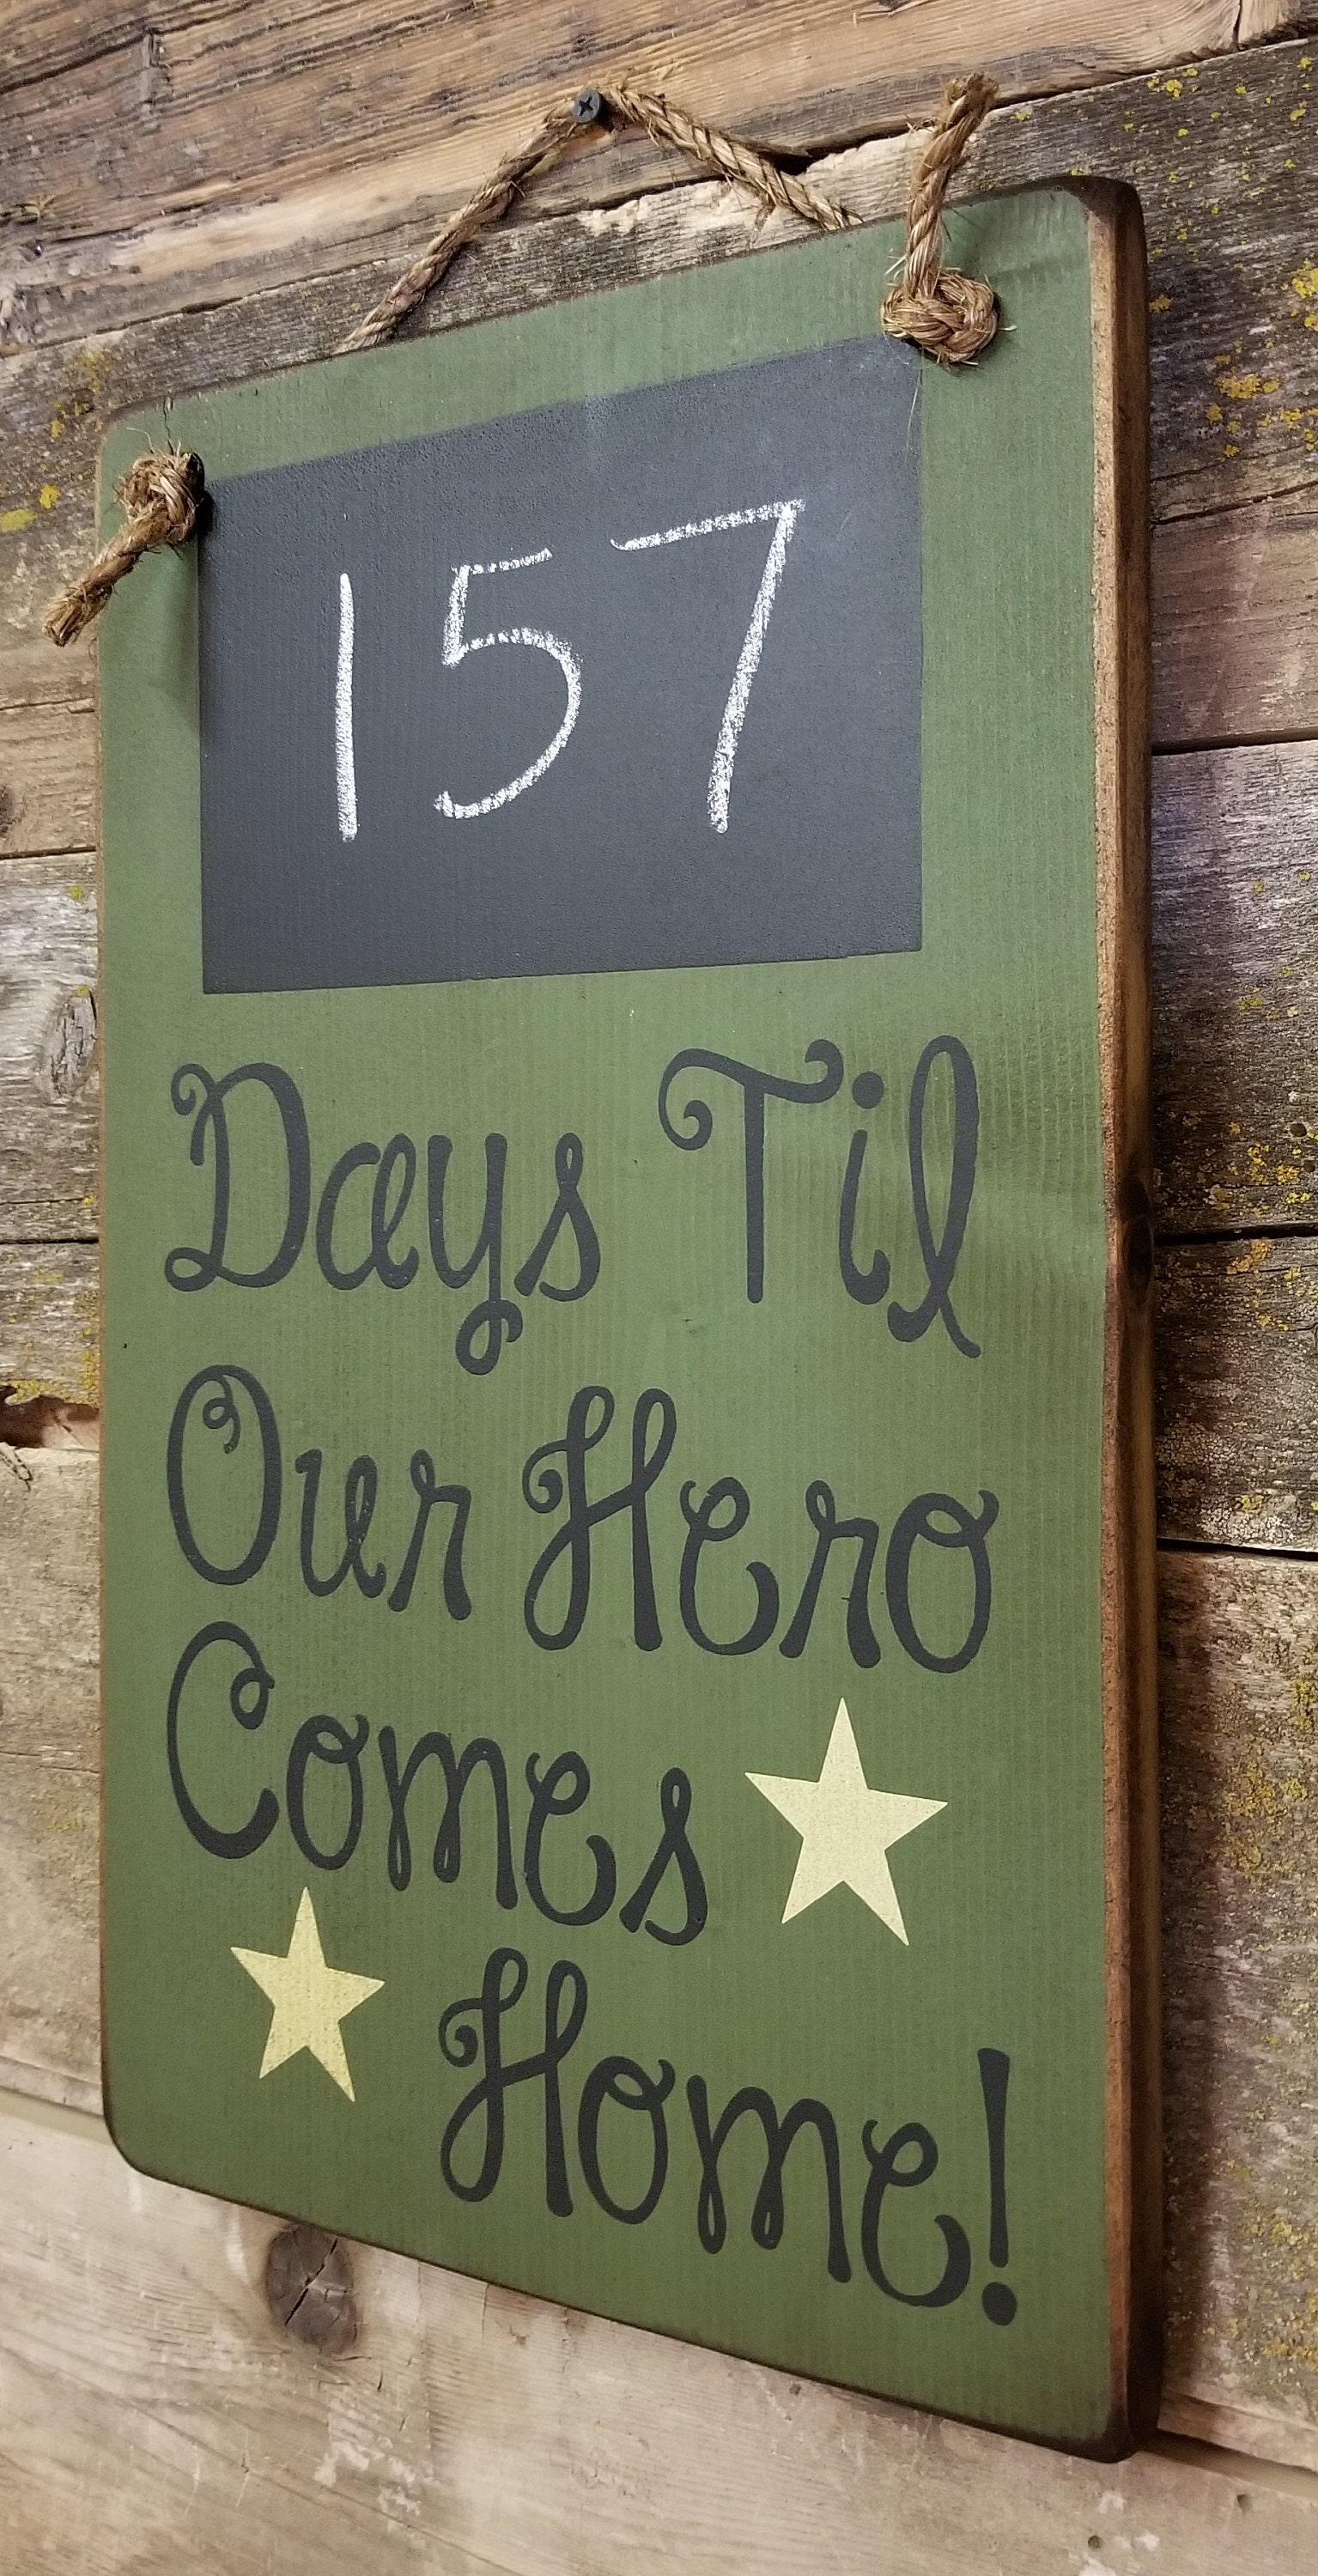 157
Days Til
Our Hero
Comes
Home!